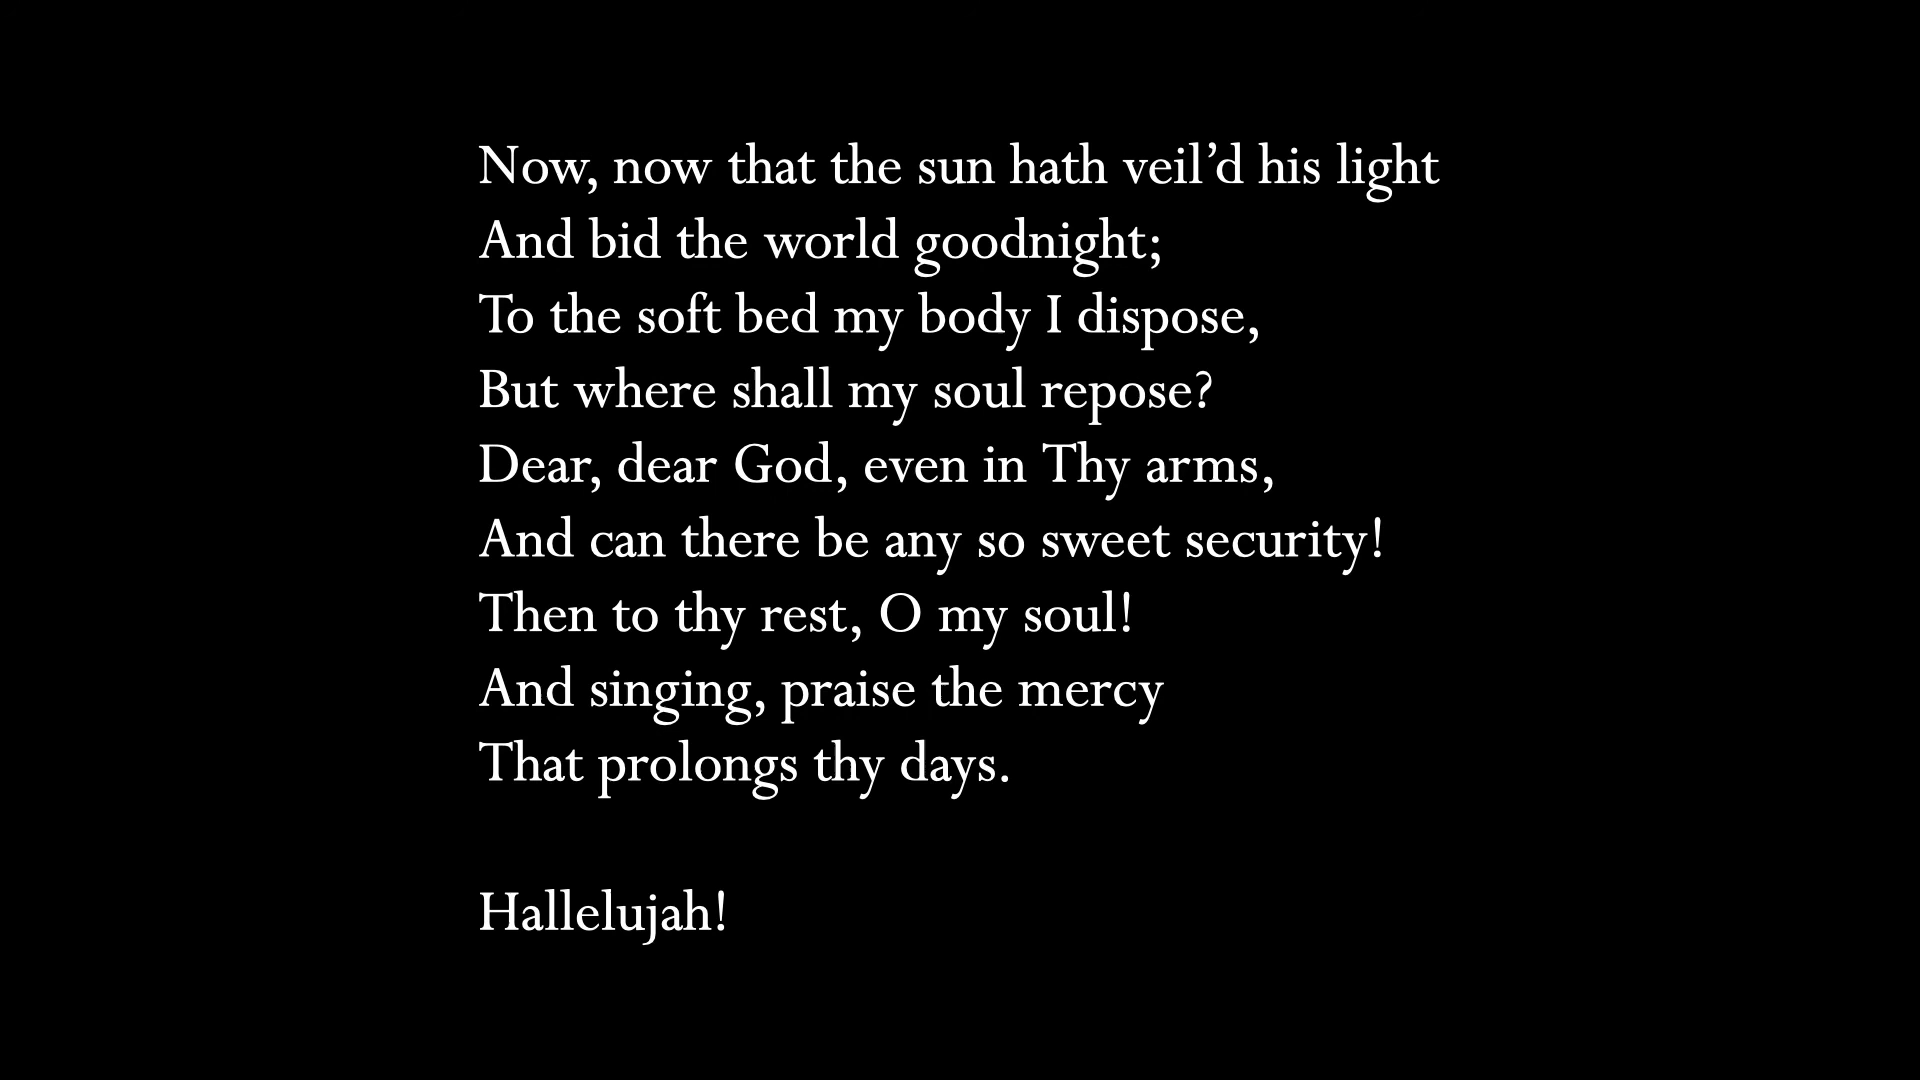 Now, now that the sun hath veil’d his light
And bid the world goodnight;
To the soft bed my body I dispose,
But where shall my soul repose?
Dear, dear God, even in Thy arms,
And can there be any so sweet security!
Then to thy rest, O my soul!
And singing, praise the mercy
That prolongs thy days.
Hallelujah!